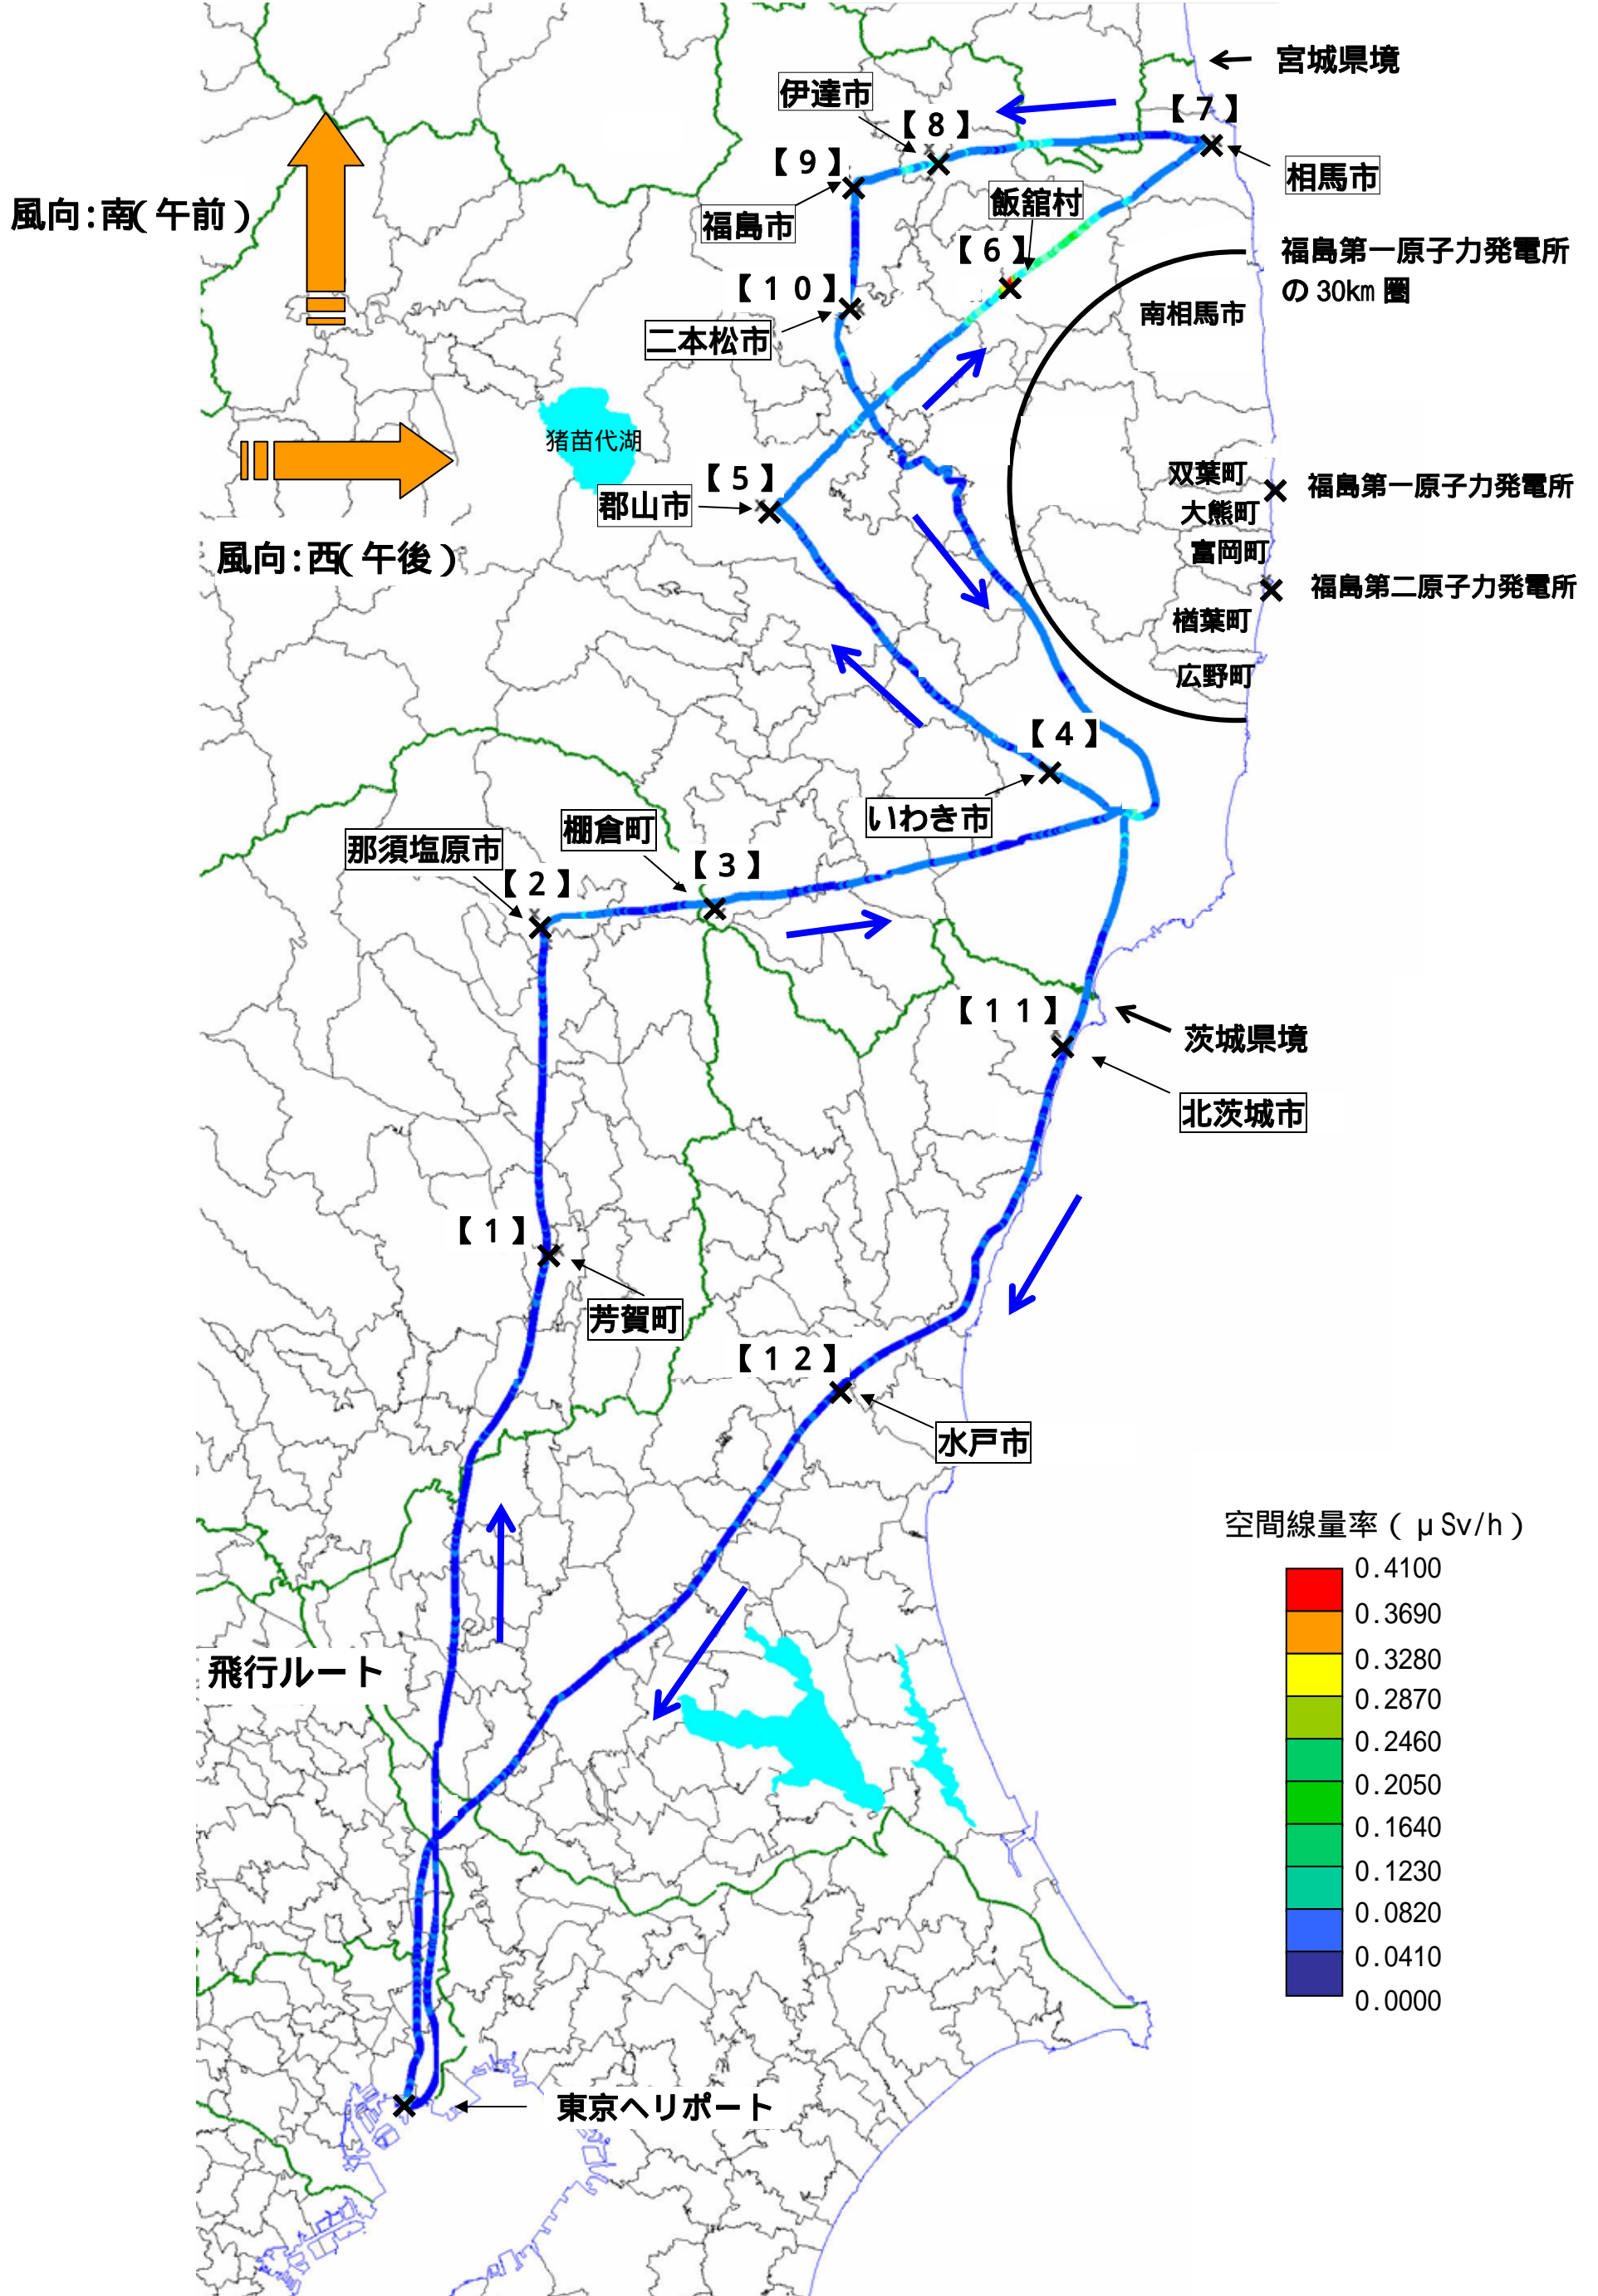 宮城県境
伊達市
【7】
【8】
【9】
相馬市
飯舘村
福島市
風向:南(午前)
【6】
福島第一原子力発電所
の30km圏
【10】
南相馬市
二本松市
猪苗代湖
【5】
双葉町
福島第一原子力発電所
郡山市
大熊町
富岡町
風向:西(午後)
福島第二原子力発電所
楢葉町
広野町
【4】
いわき市
棚倉町
那須塩原市
【3】
【2】
【11】
茨城県境
北茨城市
【1】
芳賀町
【12】
水戸市
空間線量率(μSv/h)
0.4100
0.3690
0.3280
0.2870
0.2460
0.2050
0.1640
0.1230
0.0820
0.0410
0.0000
飛行ルート
東京ヘリポート